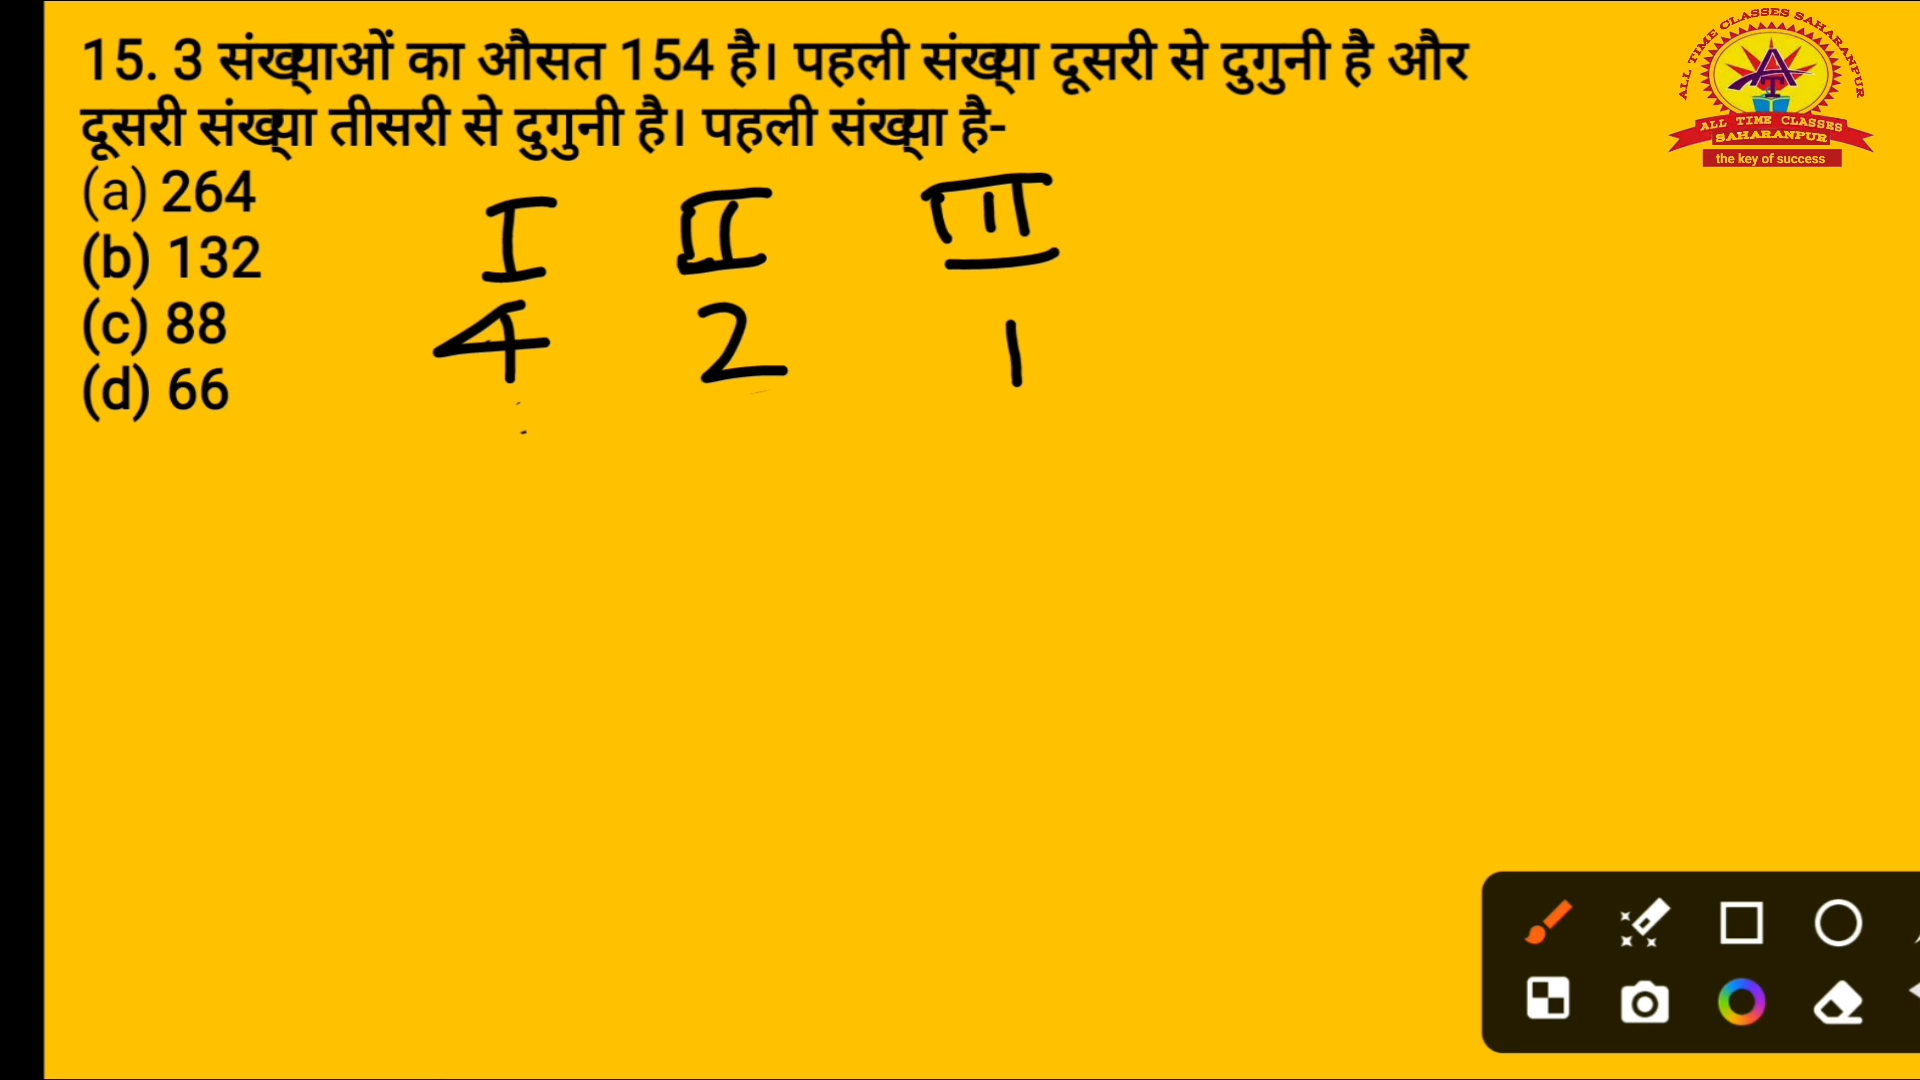 15. 3 संख्याओं का औसत 154 है। पहली संख्या दूसरी से दुगुनी है और
दूसरी संख्या तीसरी से दुगुनी है। पहली संख्या है-
(a) 264
(b) 132
(c) 88
(d) 66
I II III
4 2 1
ALL TIME CLASSES SAHARANPUR
ALL TIME CLASSES
SAHARANPUR
the key of success